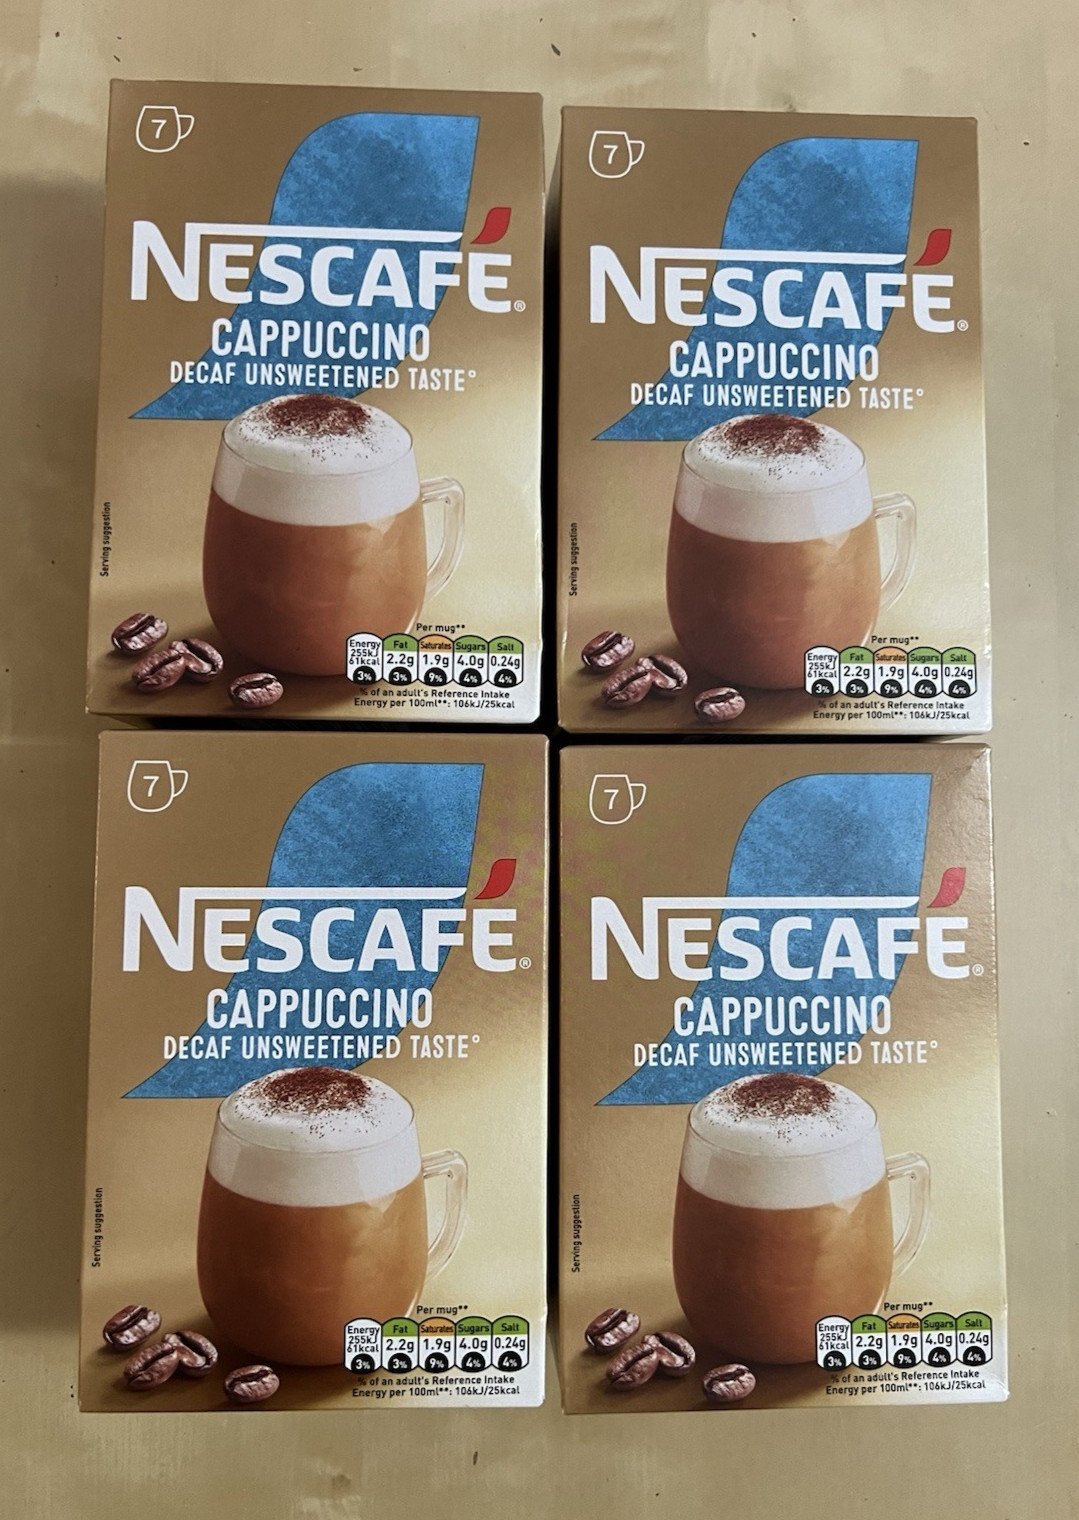 7
NESCAFÉ®
CAPPUCCINO
DECAF UNSWEETENED TASTE°
Serving suggestion
Per mug**
Energy Fat Saturates Sugars Salt
255kJ 61kcal 2.2g 1.9g 4.0g 0.24g
3% 3% 9% 4% 4%
% of an adult's Reference Intake
Energy per 100ml**: 106kJ/25kcal
7
NESCAFÉ®
CAPPUCCINO
DECAF UNSWEETENED TASTE°
Serving suggestion
Per mug**
Energy Fat Saturates Sugars Salt
255kJ 61kcal 2.2g 1.9g 4.0g 0.24g
3% 3% 9% 4% 4%
% of an adult's Reference Intake
Energy per 100ml**: 106kJ/25kcal
7
NESCAFÉ®
CAPPUCCINO
DECAF UNSWEETENED TASTE°
Serving suggestion
Per mug**
Energy Fat Saturates Sugars Salt
255kJ 61kcal 2.2g 1.9g 4.0g 0.24g
3% 3% 9% 4% 4%
% of an adult's Reference Intake
Energy per 100ml**: 106kJ/25kcal
7
NESCAFÉ®
CAPPUCCINO
DECAF UNSWEETENED TASTE°
Serving suggestion
Per mug**
Energy Fat Saturates Sugars Salt
255kJ 61kcal 2.2g 1.9g 4.0g 0.24g
3% 3% 9% 4% 4%
% of an adult's Reference Intake
Energy per 100ml**: 106kJ/25kcal